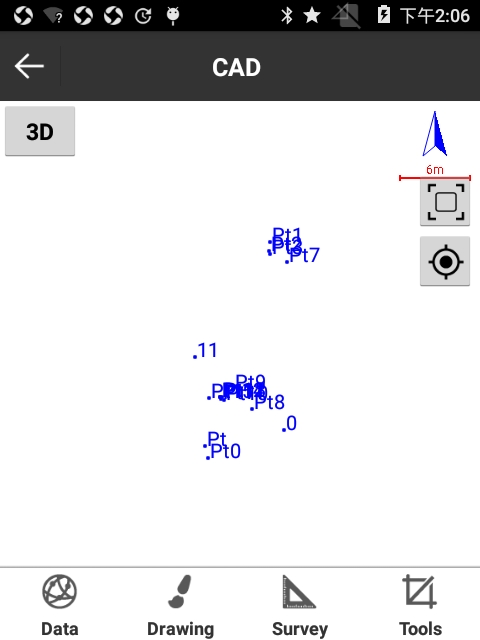 下午2:06
CAD
3D
6m
Pt1
Pt2
Pt7
11
Pt9
Pt8
0
Pt
Pt0
Data
Drawing
Survey
Tools